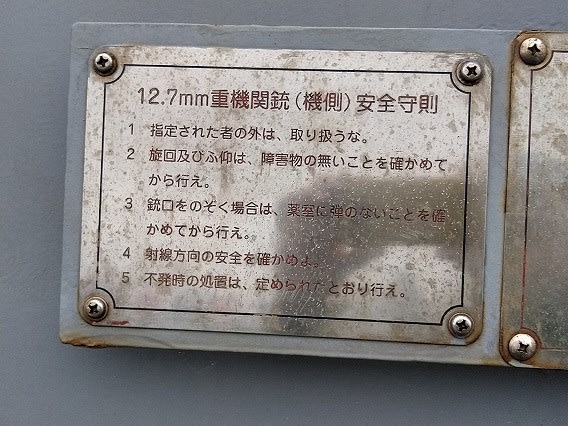 12.7mm重機関銃(機側)安全守則
1 指定された者の外は、取り扱うな。
2 旋回及びふ仰は、障害物の無いことを確かめて
から行え。
3 銃口をのぞく場合は、薬室に弾のないことを確
かめてから行え。
4 射線方向の安全を確かめよ。
5 不発時の処置は、定められたとおり行え。